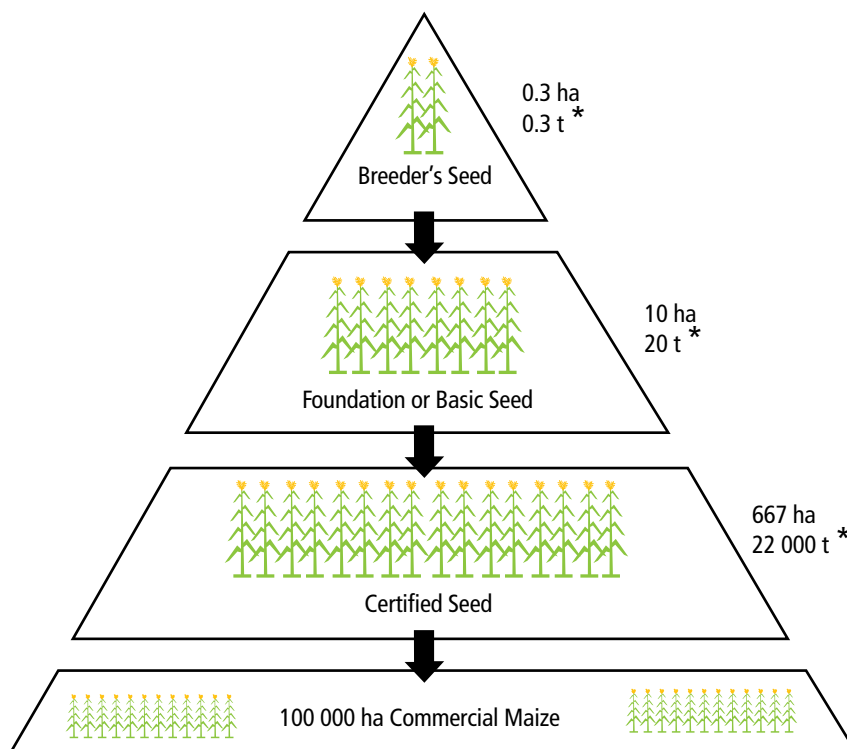 0.3 ha
0.3 t *
Breeder's Seed
10 ha
20 t *
Foundation or Basic Seed
667 ha
22 000 t *
Certified Seed
100 000 ha Commercial Maize